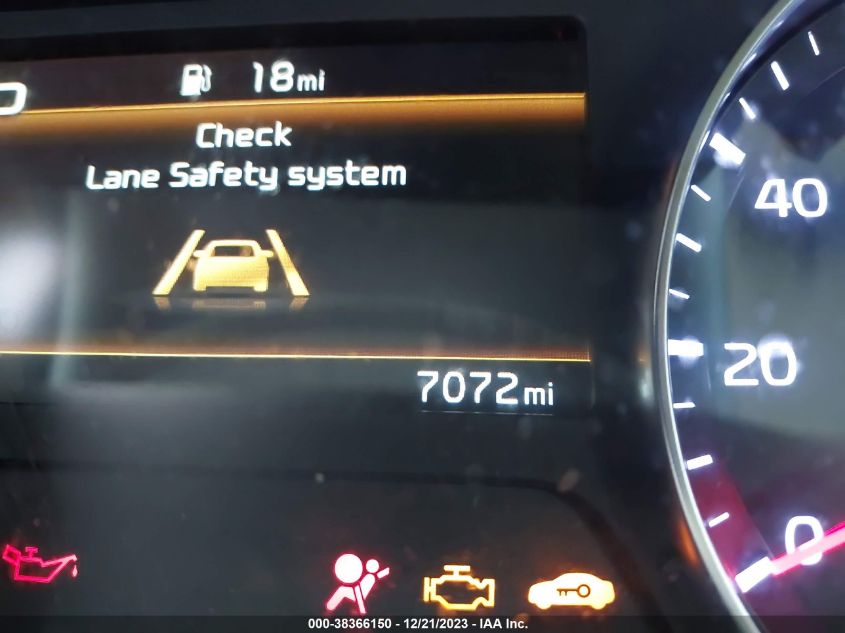 18mi
Check
Lane Safety system
7072mi
40
20
0
000-38366150 - 12/21/2023 - IAA Inc.